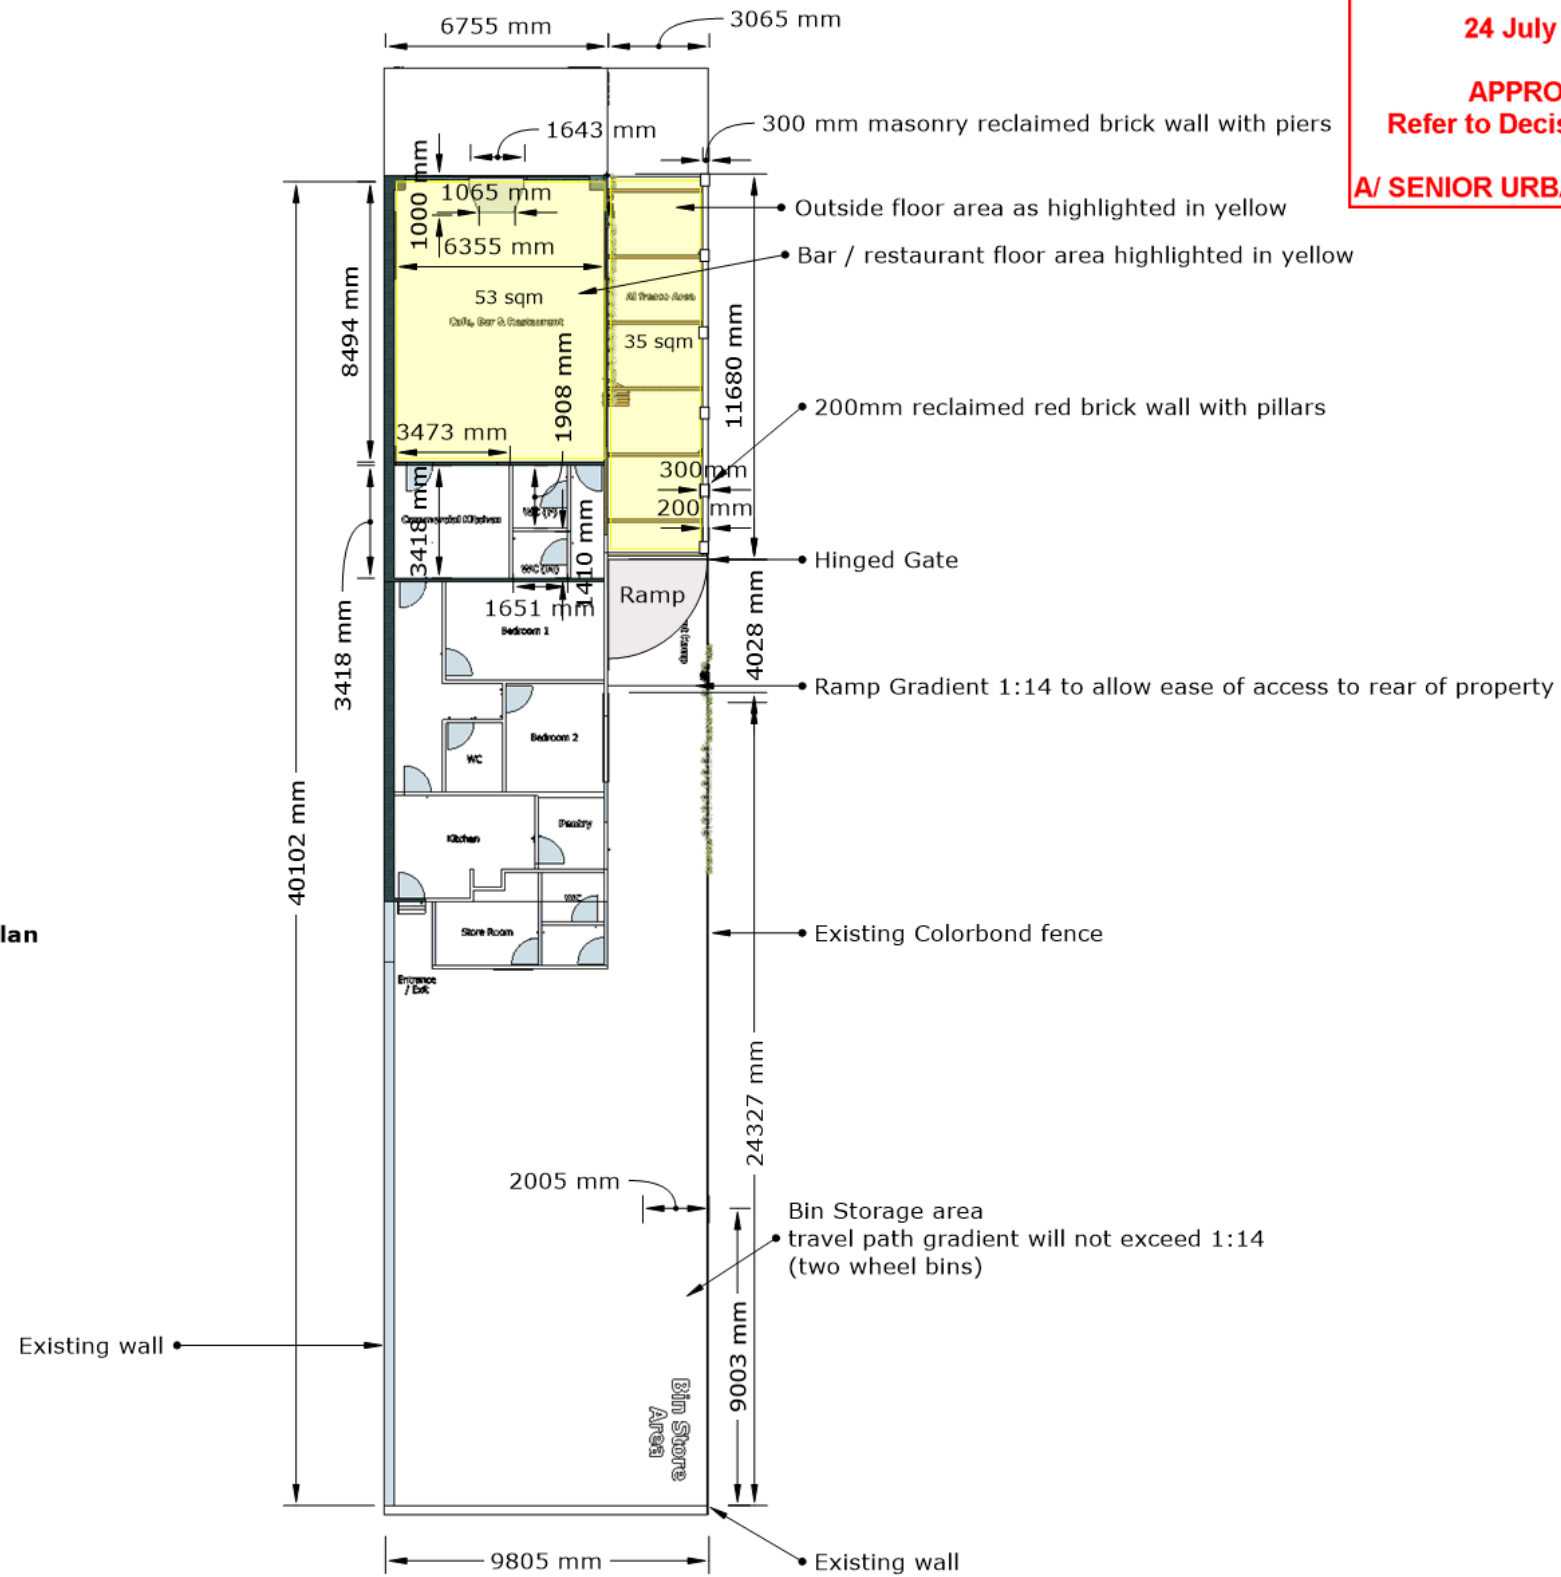 24 July
APPRO
Refer to Decis
A/ SENIOR URBA
6755 mm
3065 mm
1643 mm
300 mm masonry reclaimed brick wall with piers
1000 mm
1065 mm
Outside floor area as highlighted in yellow
6355 mm
Bar / restaurant floor area highlighted in yellow
53 sqm
Cafe, Bar & Restaurant
Al fresco Area
35 sqm
8494 mm
1908 mm
11680 mm
200mm reclaimed red brick wall with pillars
3473 mm
300mm
200 mm
Commercial Kitchen
WC (F)
3418 mm
1410 mm
WC (M)
Hinged Gate
Ramp
1651 mm
Bedroom 1
3418 mm
4028 mm
Ramp Gradient 1:14 to allow ease of access to rear of property
Bedroom 2
WC
40102 mm
Kitchen
Pantry
WC
Store Room
lan
Existing Colorbond fence
Entrance
/ Exit
24327 mm
2005 mm
Bin Storage area
travel path gradient will not exceed 1:14
(two wheel bins)
9003 mm
Existing wall
Bin Store
Area
9805 mm
Existing wall